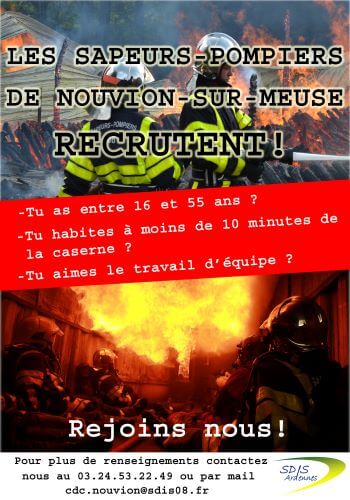 LES SAPEURS-POMPIERS
DE NOUVION-SUR-MEUSE
RECRUTENT!
SAPEURS-POMPIERS
-Tu as entre 16 et 55 ans ?
-Tu habites à moins de 10 minutes de
la caserne ?
-Tu aimes le travail d'équipe ?
Rejoins nous!
Pour plus de renseignements contactez
nous au 03.24.53.22.49 ou par mail
cdc.nouvion@sdis08.fr
SDIS
Ardennes